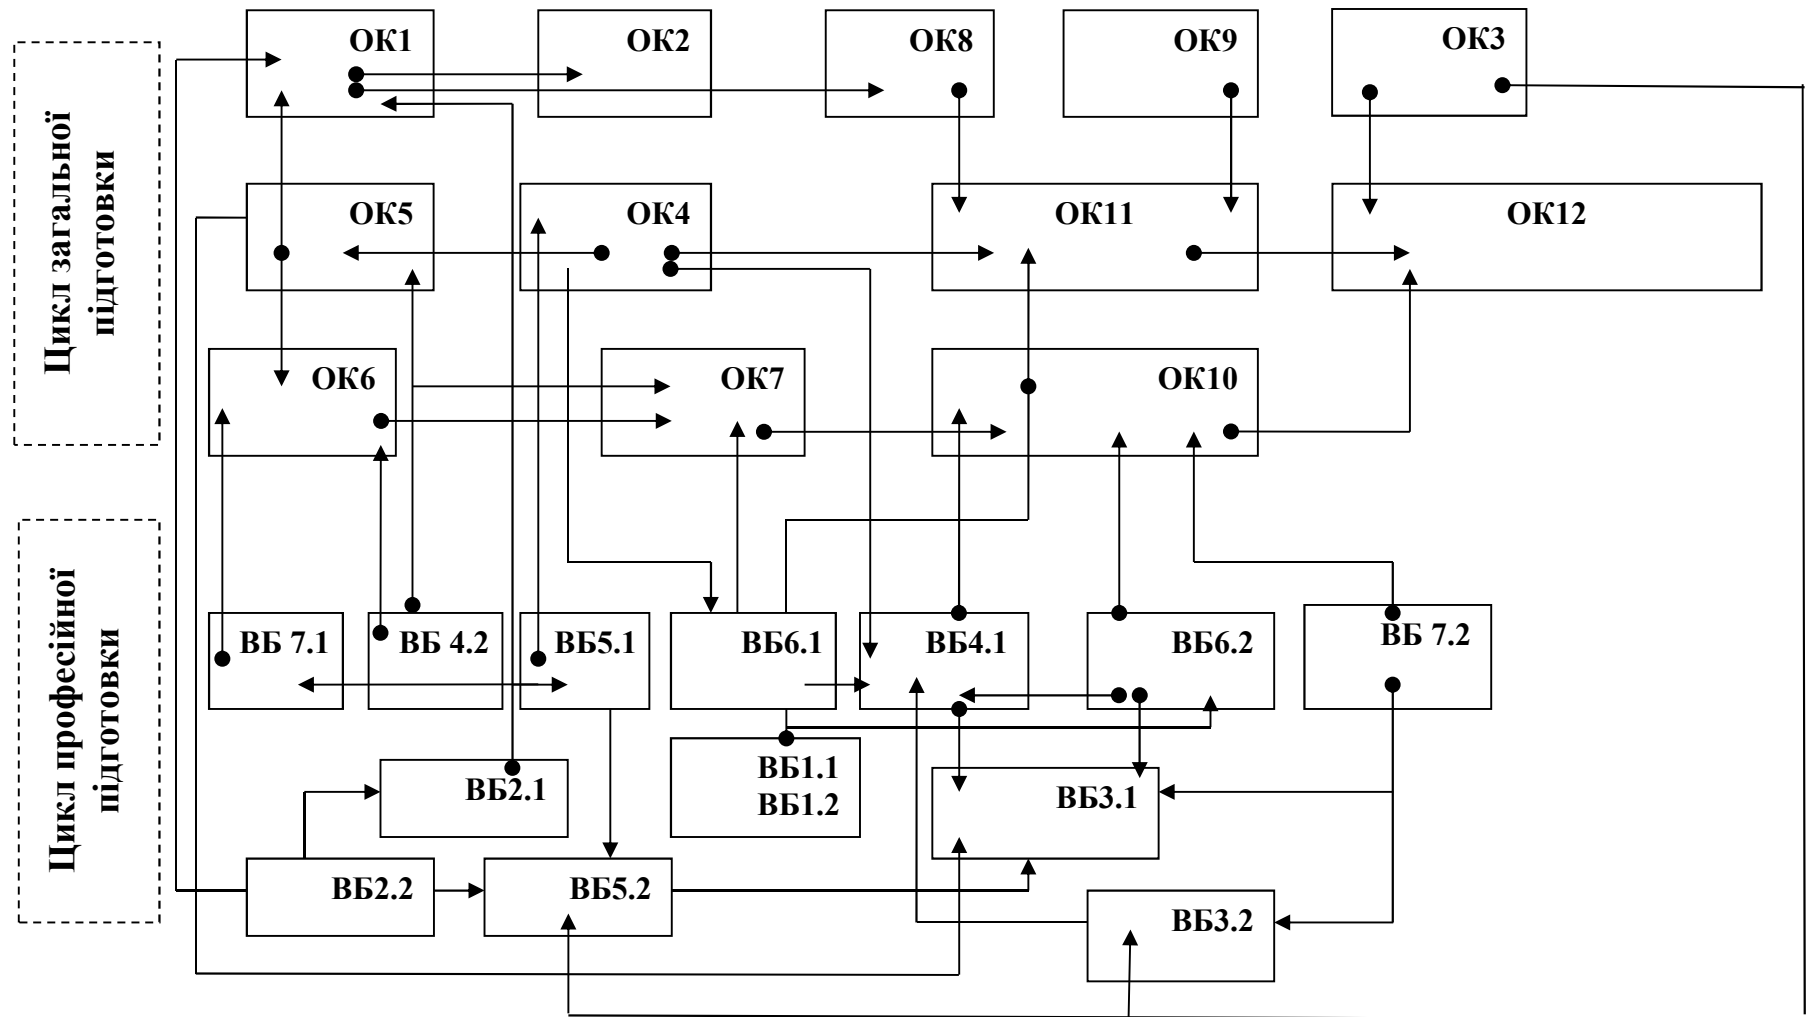 Цикл загальної
підготовки
ОК1
ОК2
ОК8
ОК9
ОК3
ОК5
ОК4
ОК11
ОК12
ОК6
ОК7
ОК10
Цикл професійної
підготовки
ВБ 7.1
ВБ 4.2
ВБ5.1
ВБ6.1
ВБ4.1
ВБ6.2
ВБ 7.2
ВБ2.1
ВБ1.1
ВБ1.2
ВБ3.1
ВБ2.2
ВБ5.2
ВБ3.2